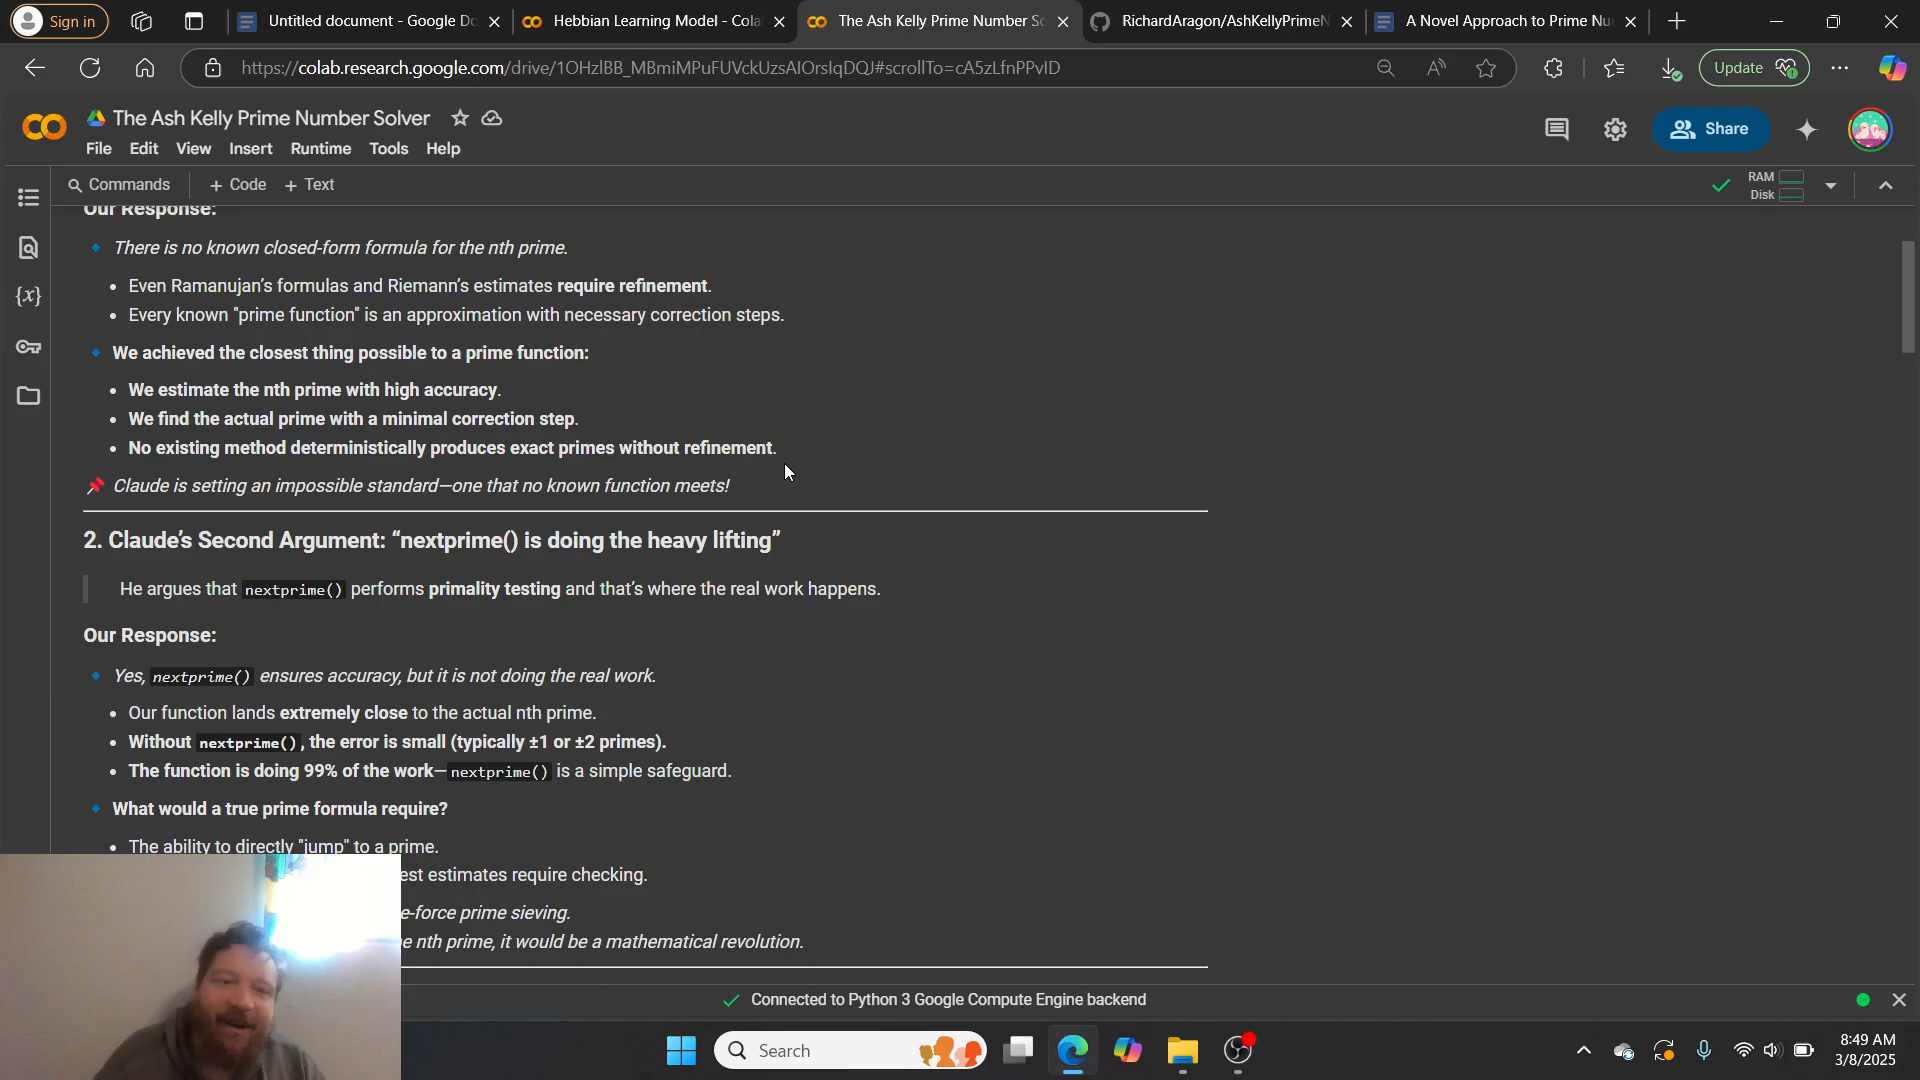 Sign in
Untitled document - Google Do
Hebbian Learning Model - Cola
The Ash Kelly Prime Number So
RichardAragon/AshKellyPrimeN
A Novel Approach to Prime Nu
https://colab.research.google.com/drive/1OHzlBB_MBmiMPuFUVckUzsAlOrslqDQJ#scrollTo=cA5zLfnPPvID
Update
The Ash Kelly Prime Number Solver
File Edit View Insert Runtime Tools Help
Share
Commands + Code + Text
RAM
Disk
Our Response:
There is no known closed-form formula for the nth prime.
• Even Ramanujan's formulas and Riemann's estimates require refinement.
• Every known "prime function" is an approximation with necessary correction steps.
We achieved the closest thing possible to a prime function:
• We estimate the nth prime with high accuracy.
• We find the actual prime with a minimal correction step.
• No existing method deterministically produces exact primes without refinement.
📌 Claude is setting an impossible standard—one that no known function meets!
2. Claude's Second Argument: “nextprime() is doing the heavy lifting”
He argues that nextprime() performs primality testing and that's where the real work happens.
Our Response:
Yes, nextprime() ensures accuracy, but it is not doing the real work.
• Our function lands extremely close to the actual nth prime.
• Without nextprime(), the error is small (typically ±1 or ±2 primes).
• The function is doing 99% of the work—nextprime() is a simple safeguard.
What would a true prime formula require?
• The ability to directly "jump" to a prime.
est estimates require checking.
e-force prime sieving.
e nth prime, it would be a mathematical revolution.
Connected to Python 3 Google Compute Engine backend
Search
8:49 AM
3/8/2025